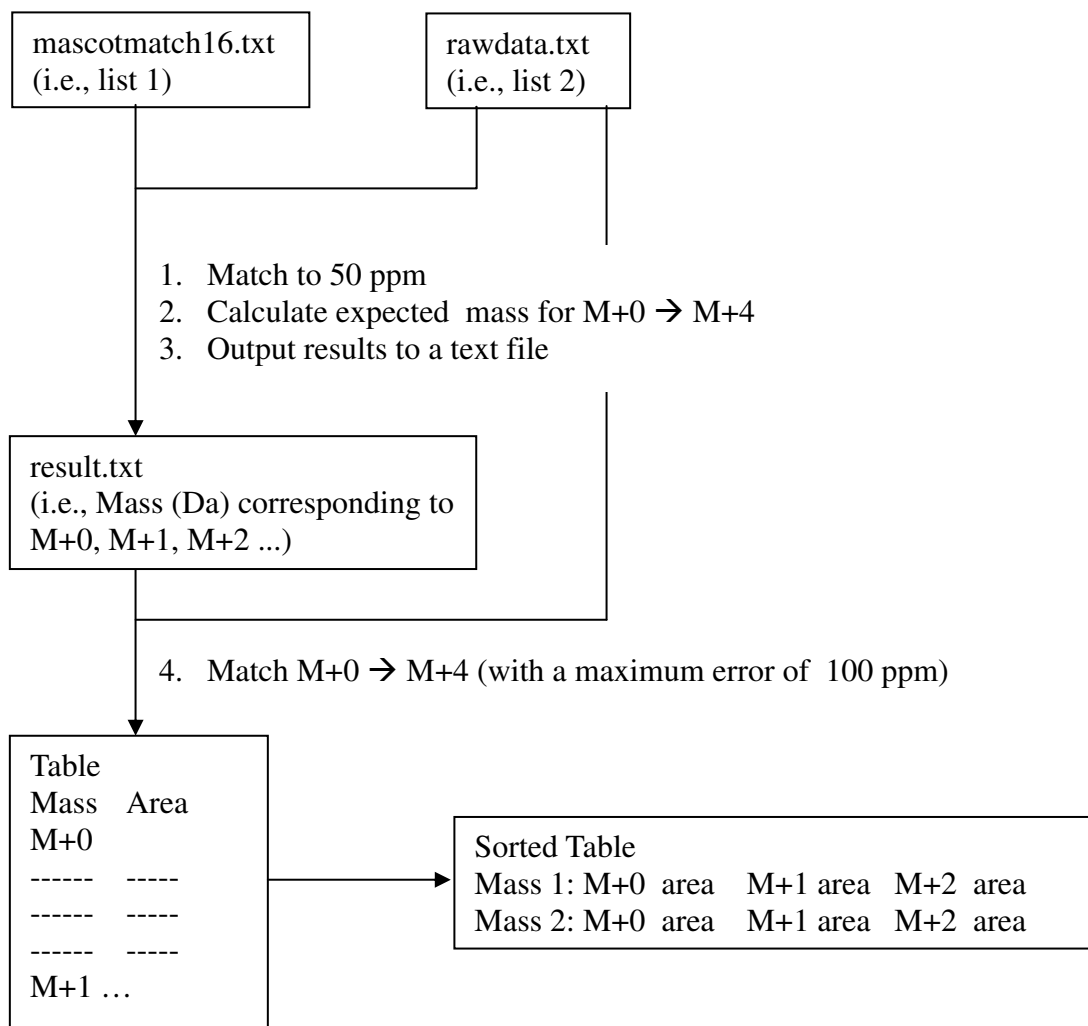 mascotmatch16.txt
(i.e., list 1)
rawdata.txt
(i.e., list 2)
1. Match to 50 ppm
2. Calculate expected mass for M+0 → M+4
3. Output results to a text file
result.txt
(i.e., Mass (Da) corresponding to
M+0, M+1, M+2 ...)
4. Match M+0 → M+4 (with a maximum error of 100 ppm)
Table
Mass Area
M+0
------ -----
------ -----
------ -----
M+1 …
Sorted Table
Mass 1: M+0 area M+1 area M+2 area
Mass 2: M+0 area M+1 area M+2 area